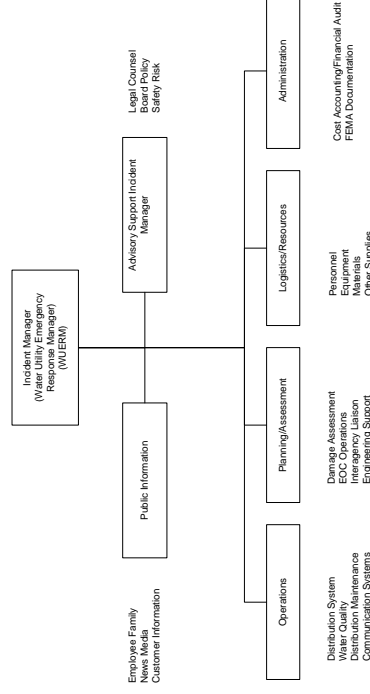 Incident Manager
(Water Utility Emergency
Response Manager)
(WUERM)
Public Information
Employee Family
News Media
Customer Information
Advisory Support Incident
Manager
Legal Counsel
Board Policy
Safety Risk
Operations
Distribution System
Water Quality
Distribution Maintenance
Communication Systems
Planning/Assessment
Damage Assessment
EOC Operations
Interagency Liaison
Engineering Support
Logistics/Resources
Personnel
Equipment
Materials
Other Supplies
Administration
Cost Accounting/Financial Audit
FEMA Documentation